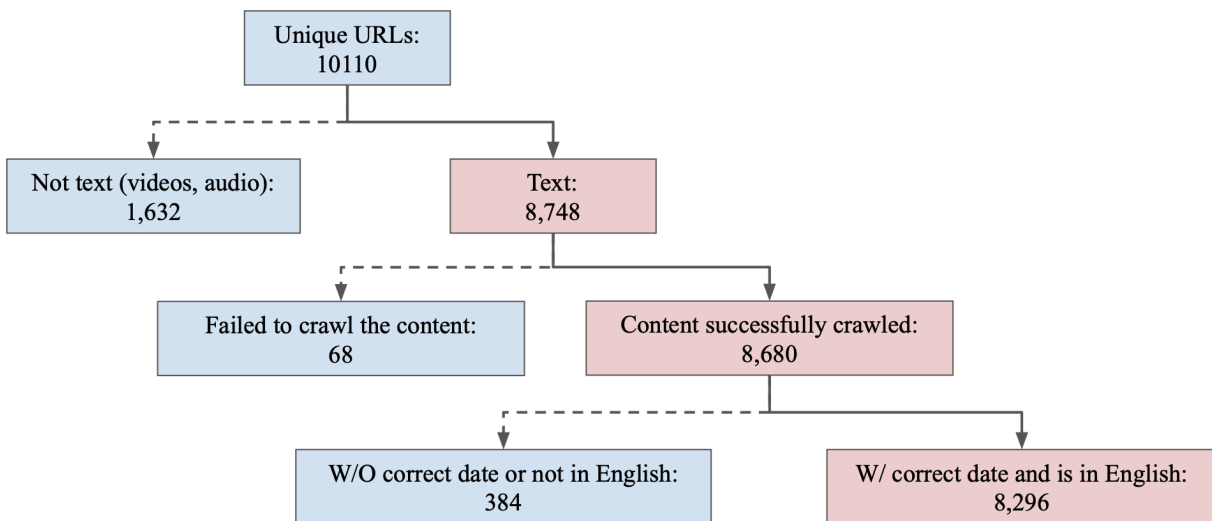 Unique URLs:
10110
Not text (videos, audio):
1,632
Text:
8,748
Failed to crawl the content:
68
Content successfully crawled:
8,680
W/O correct date or not in English:
384
W/ correct date and is in English:
8,296